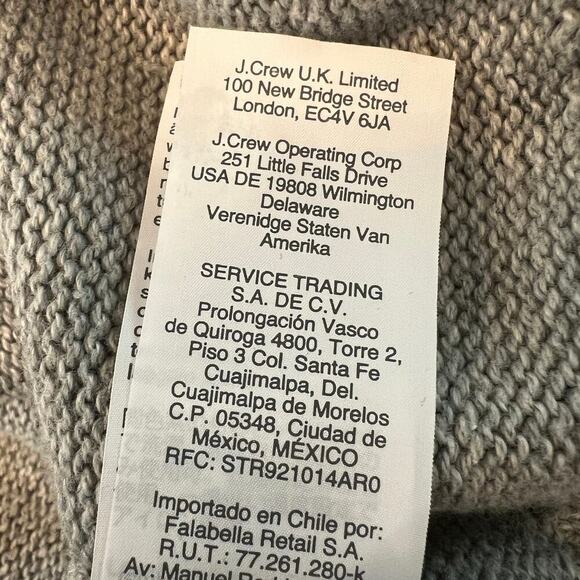 J.Crew U.K. Limited
100 New Bridge Street
London, EC4V 6JA
J.Crew Operating Corp
251 Little Falls Drive
USA DE 19808 Wilmington
Delaware
Verenidge Staten Van
Amerika
SERVICE TRADING
S.A. DE C.V.
Prolongación Vasco
de Quiroga 4800, Torre 2,
Piso 3 Col. Santa Fe
Cuajimalpa, Del.
Cuajimalpa de Morelos
C.P. 05348, Ciudad de
México, MÉXICO
RFC: STR921014AR0
Importado en Chile por:
Falabella Retail S.A.
R.U.T.: 77.261.280-k
Av: Manuel